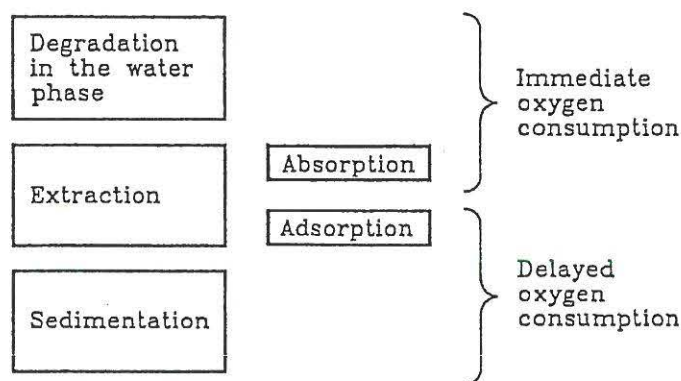 Degradation
in the water
phase
Immediate
oxygen
consumption
Absorption
Extraction
Adsorption
Delayed
oxygen
consumption
Sedimentation